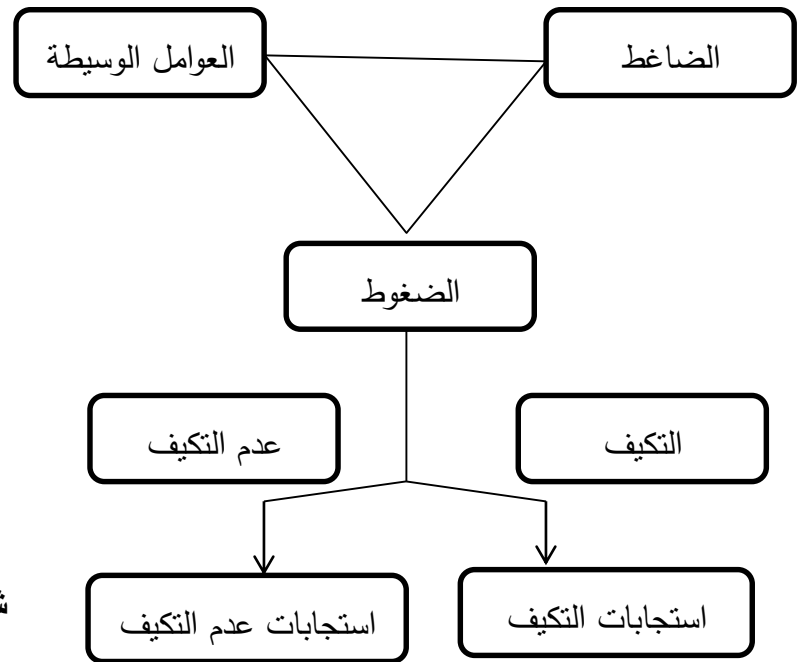 الضاغط
العوامل الوسيطة
الضغوط
التكيف
عدم التكيف
استجابات التكيف
استجابات عدم التكيف